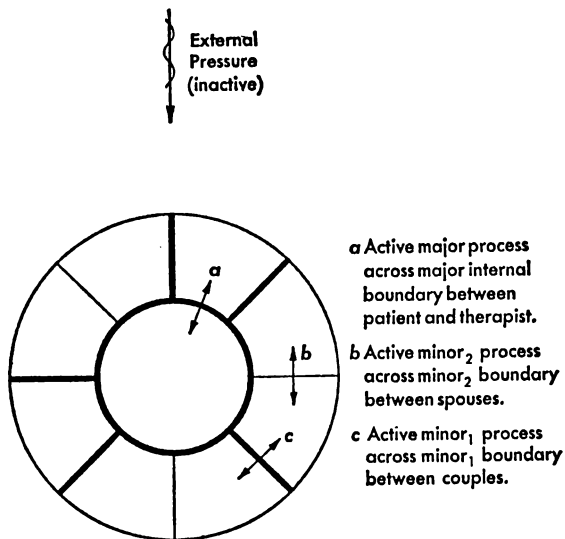 External
Pressure
(inactive)
a
b
c
a Active major process
across major internal
boundary between
patient and therapist.
b Active minor₂ process
across minor₂ boundary
between spouses.
c Active minor₁ process
across minor₁ boundary
between couples.